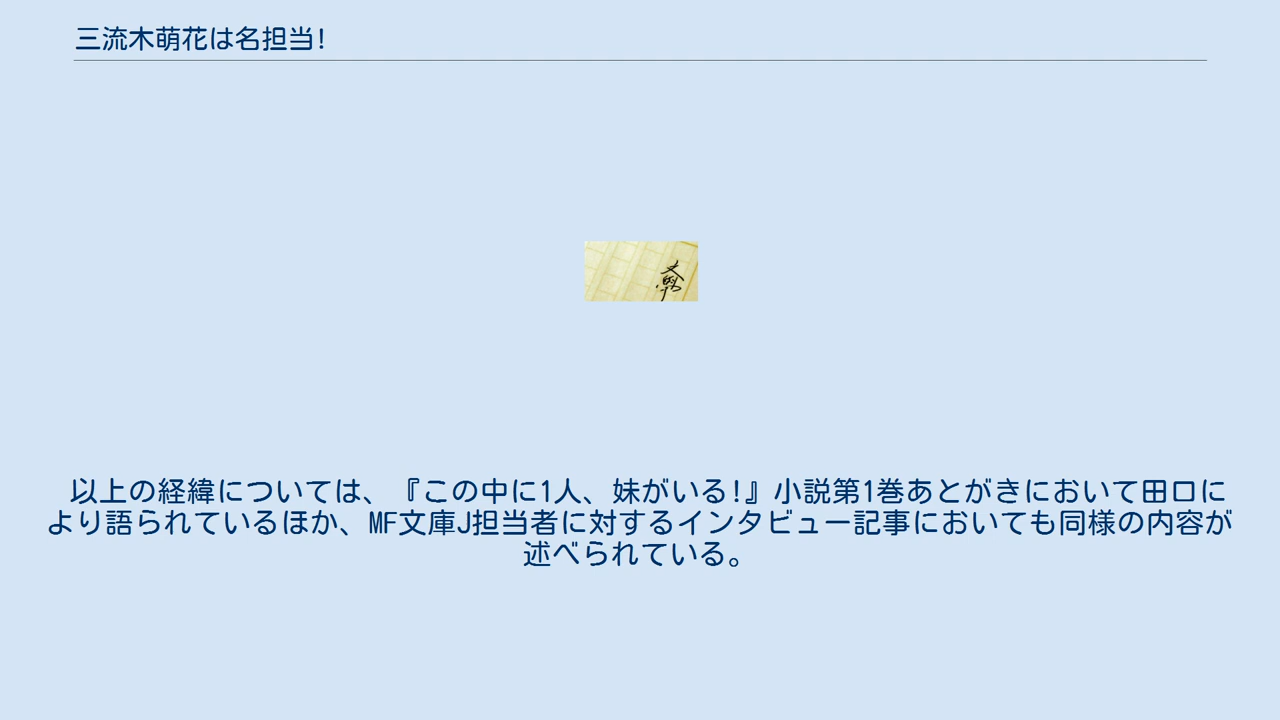 三流木萌花は名担当!
以上の経緯については、『この中に1人、妹がいる!』小説第1巻あとがきにおいて田口に
より語られているほか、MF文庫J担当者に対するインタビュー記事においても同様の内容が
述べられている。